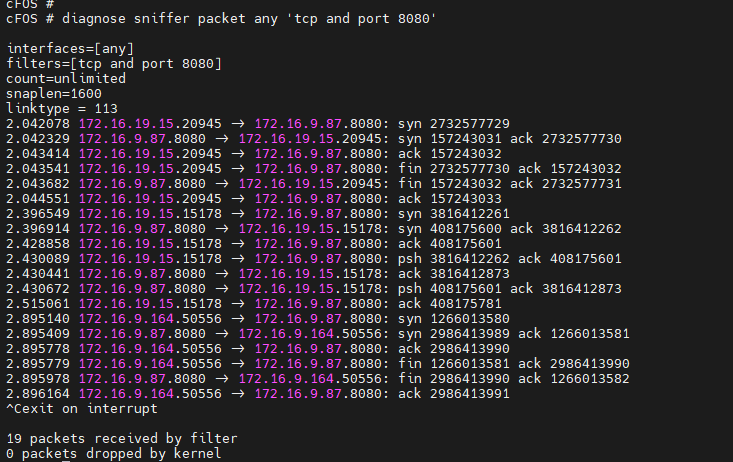 cFOS #
cFOS # diagnose sniffer packet any 'tcp and port 8080'
interfaces=[any]
filters=[tcp and port 8080]
count=unlimited
snaplen=1600
linktype = 113
2.042078 172.16.19.15.20945 → 172.16.9.87.8080: syn 2732577729
2.042329 172.16.9.87.8080 → 172.16.19.15.20945: syn 157243031 ack 2732577730
2.043414 172.16.19.15.20945 → 172.16.9.87.8080: ack 157243032
2.043541 172.16.19.15.20945 → 172.16.9.87.8080: fin 2732577730 ack 157243032
2.043682 172.16.9.87.8080 → 172.16.19.15.20945: fin 157243032 ack 2732577731
2.044551 172.16.19.15.20945 → 172.16.9.87.8080: ack 157243033
2.396549 172.16.19.15.15178 → 172.16.9.87.8080: syn 3816412261
2.396914 172.16.9.87.8080 → 172.16.19.15.15178: syn 408175600 ack 3816412262
2.428858 172.16.19.15.15178 → 172.16.9.87.8080: ack 408175601
2.430089 172.16.19.15.15178 → 172.16.9.87.8080: psh 3816412262 ack 408175601
2.430441 172.16.9.87.8080 → 172.16.19.15.15178: ack 3816412873
2.430672 172.16.9.87.8080 → 172.16.19.15.15178: psh 408175601 ack 3816412873
2.515061 172.16.19.15.15178 → 172.16.9.87.8080: ack 408175781
2.895140 172.16.9.164.50556 → 172.16.9.87.8080: syn 1266013580
2.895409 172.16.9.87.8080 → 172.16.9.164.50556: syn 2986413989 ack 1266013581
2.895778 172.16.9.164.50556 → 172.16.9.87.8080: ack 2986413990
2.895779 172.16.9.164.50556 → 172.16.9.87.8080: fin 1266013581 ack 2986413990
2.895978 172.16.9.87.8080 → 172.16.9.164.50556: fin 2986413990 ack 1266013582
2.896164 172.16.9.164.50556 → 172.16.9.87.8080: ack 2986413991
^Cexit on interrupt
19 packets received by filter
0 packets dropped by kernel